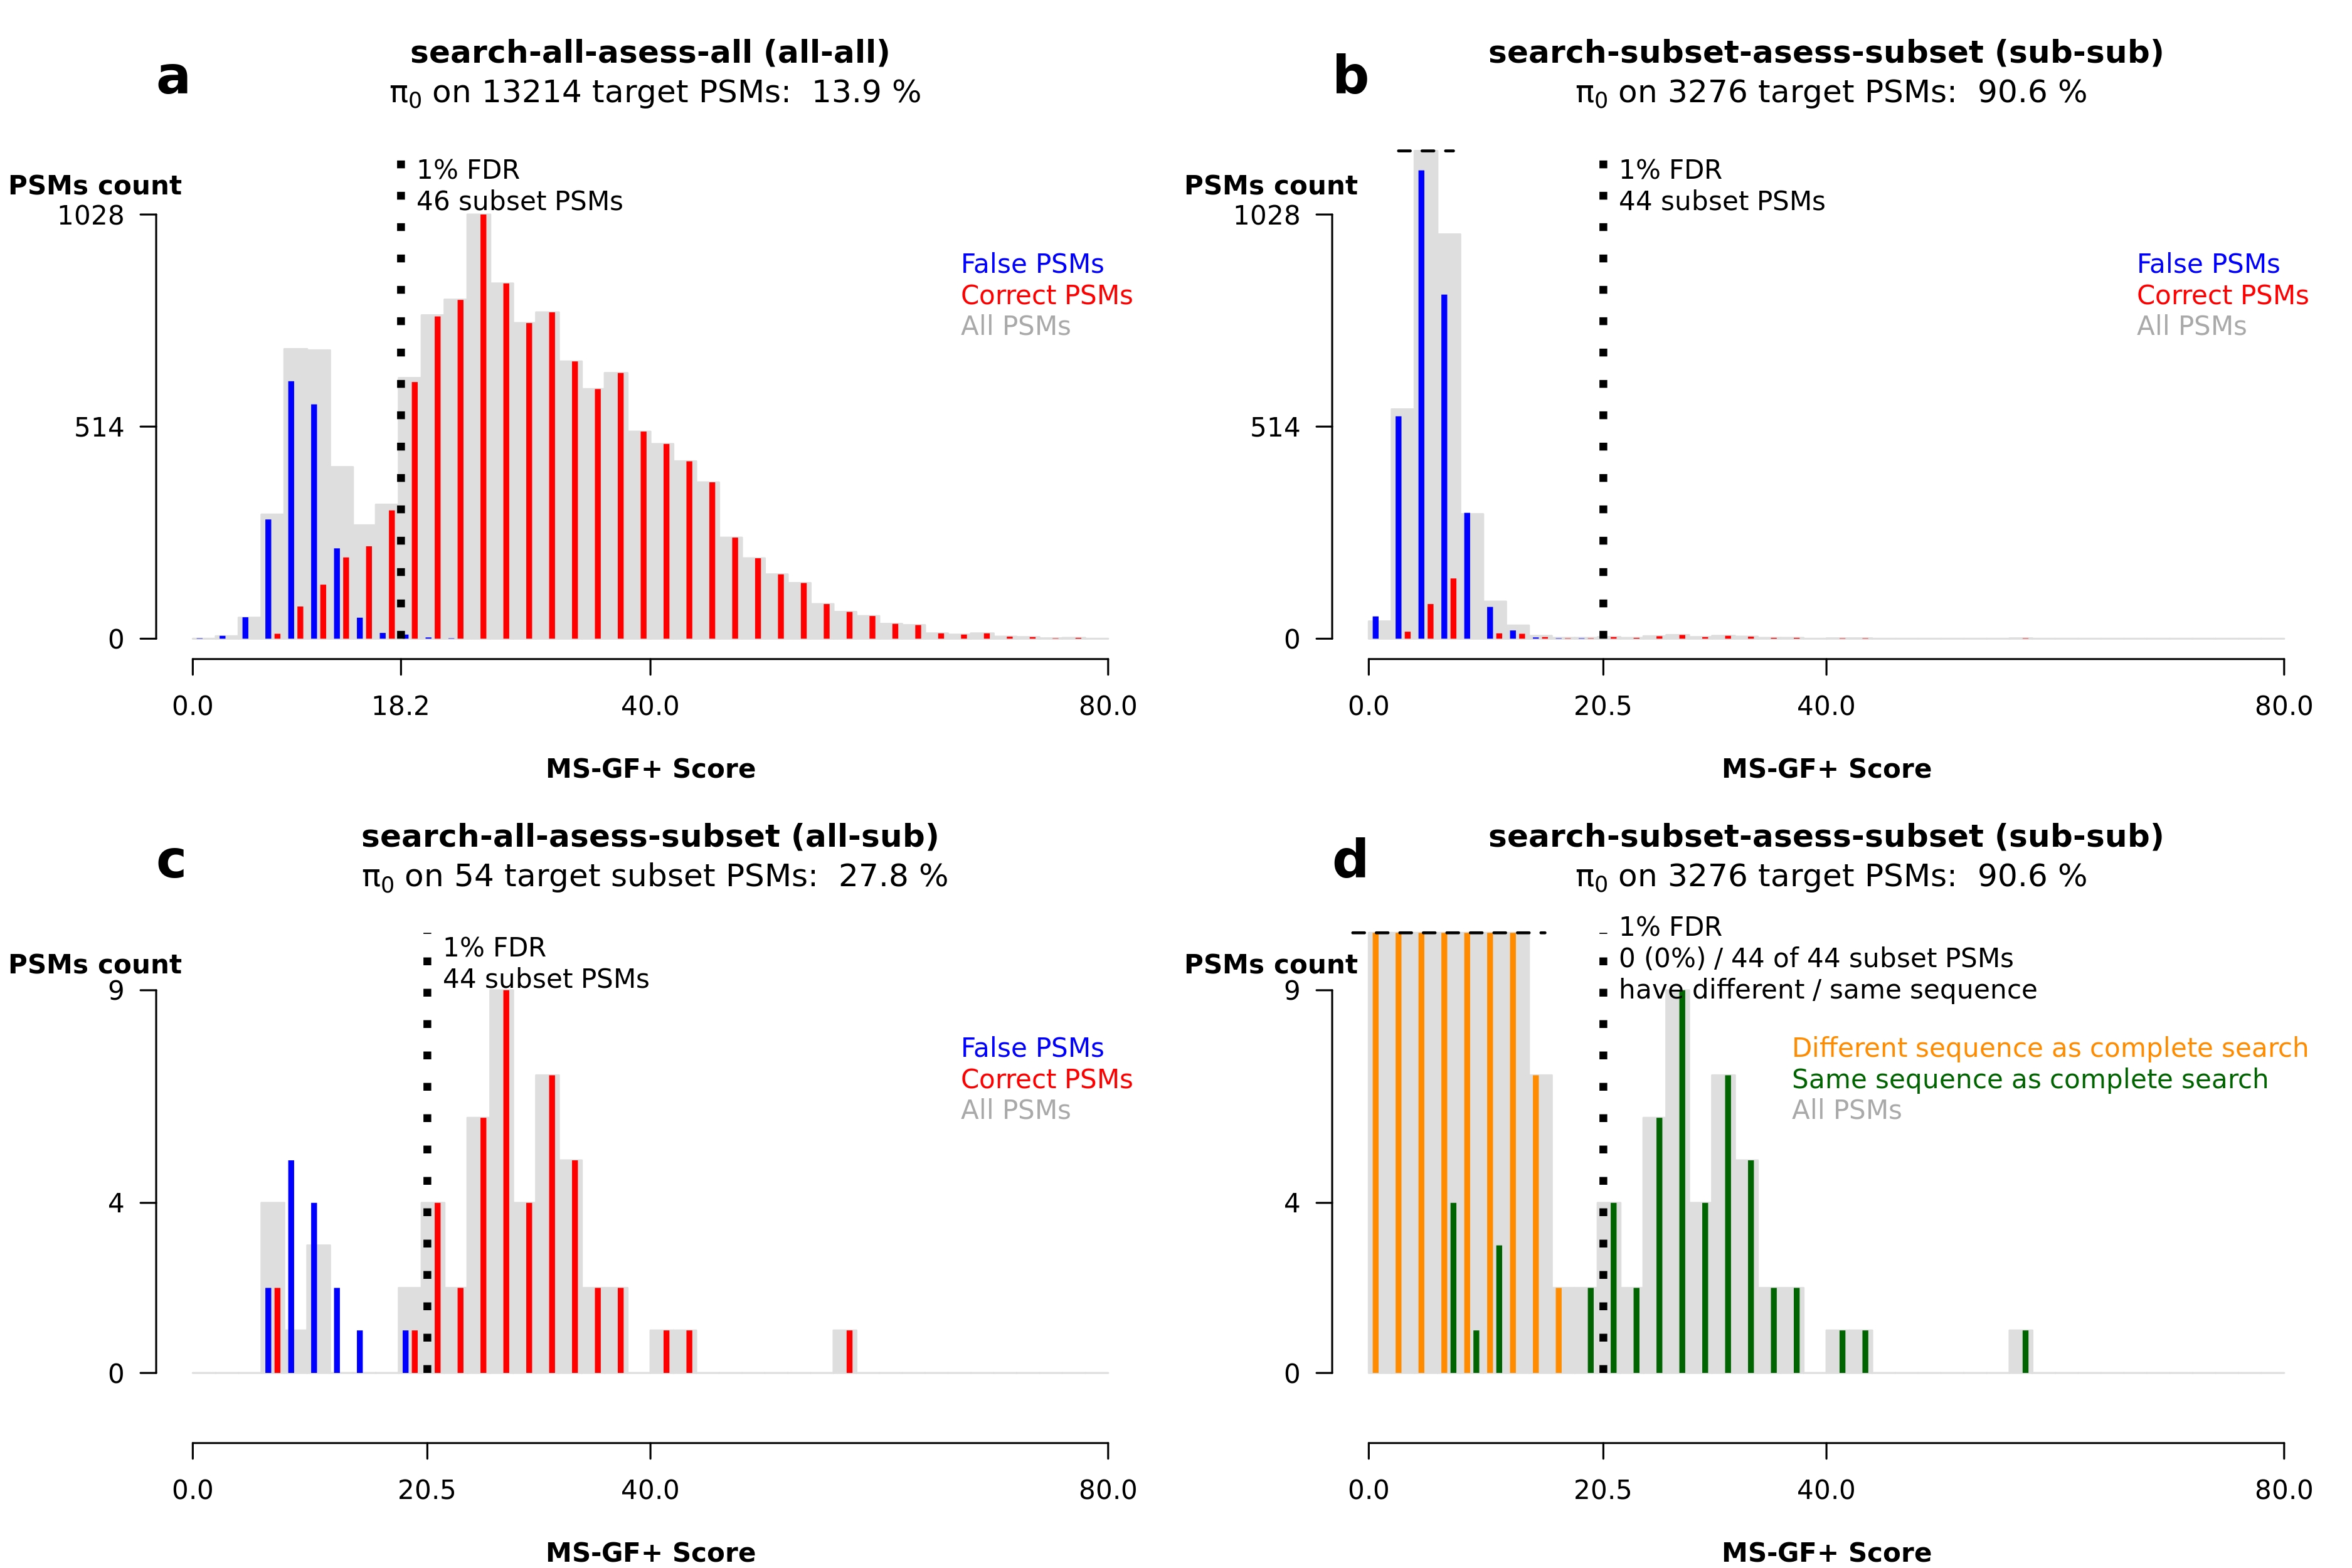 a
search-all-asess-all (all-all)
π0 on 13214 target PSMs: 13.9 %
PSMs count
1028
514
0
1% FDR
46 subset PSMs
False PSMs
Correct PSMs
All PSMs
0.0
18.2
40.0
80.0
MS-GF+ Score
b
search-subset-asess-subset (sub-sub)
π0 on 3276 target PSMs: 90.6 %
PSMs count
1028
514
0
1% FDR
44 subset PSMs
False PSMs
Correct PSMs
All PSMs
0.0
20.5
40.0
80.0
MS-GF+ Score
c
search-all-asess-subset (all-sub)
π0 on 54 target subset PSMs: 27.8 %
PSMs count
9
4
0
1% FDR
44 subset PSMs
False PSMs
Correct PSMs
All PSMs
0.0
20.5
40.0
80.0
MS-GF+ Score
d
search-subset-asess-subset (sub-sub)
π0 on 3276 target PSMs: 90.6 %
PSMs count
9
4
0
1% FDR
0 (0%) / 44 of 44 subset PSMs
have different / same sequence
Different sequence as complete search
Same sequence as complete search
All PSMs
0.0
20.5
40.0
80.0
MS-GF+ Score